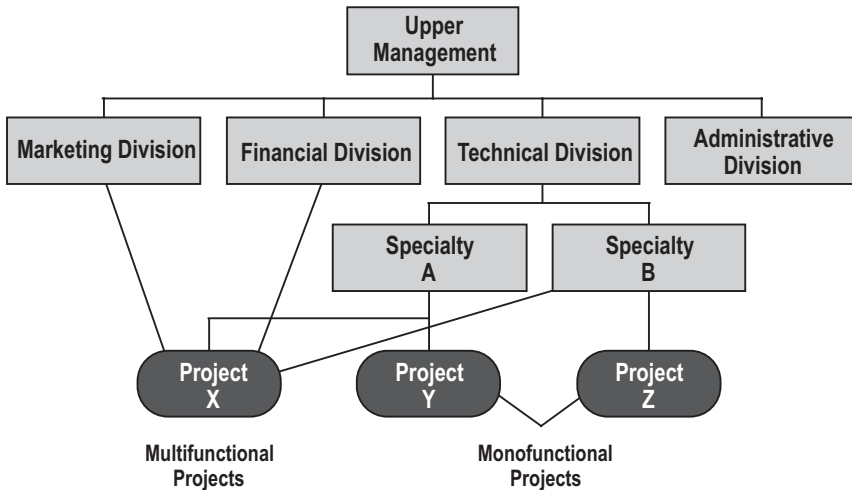 Upper
Management
Marketing Division
Financial Division
Technical Division
Administrative
Division
Specialty
A
Specialty
B
Project
X
Project
Y
Project
Z
Multifunctional
Projects
Monofunctional
Projects